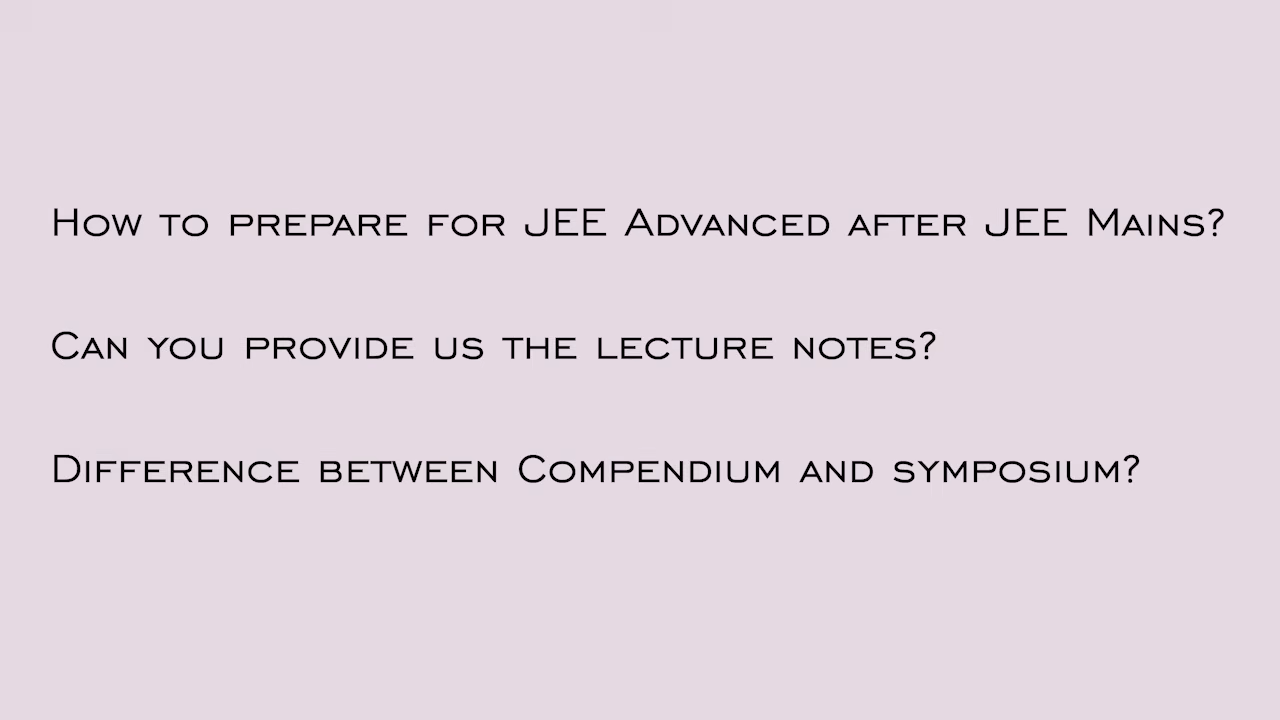 How to prepare for JEE Advanced after JEE Mains?
Can you provide us the lecture notes?
Difference between Compendium and symposium?